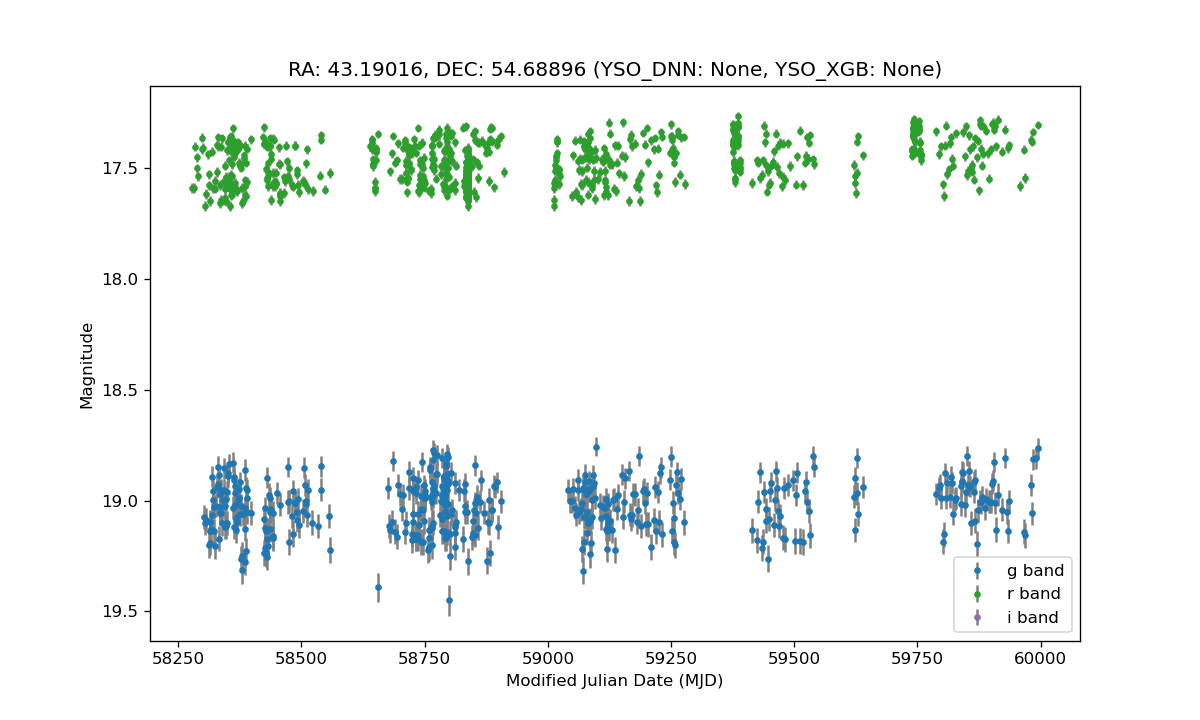 RA: 43.19016, DEC: 54.68896 (YSO_DNN: None, YSO_XGB: None)
Magnitude
17.5
18.0
18.5
19.0
19.5
g band
r band
i band
58250 58500 58750 59000 59250 59500 59750 60000
Modified Julian Date (MJD)